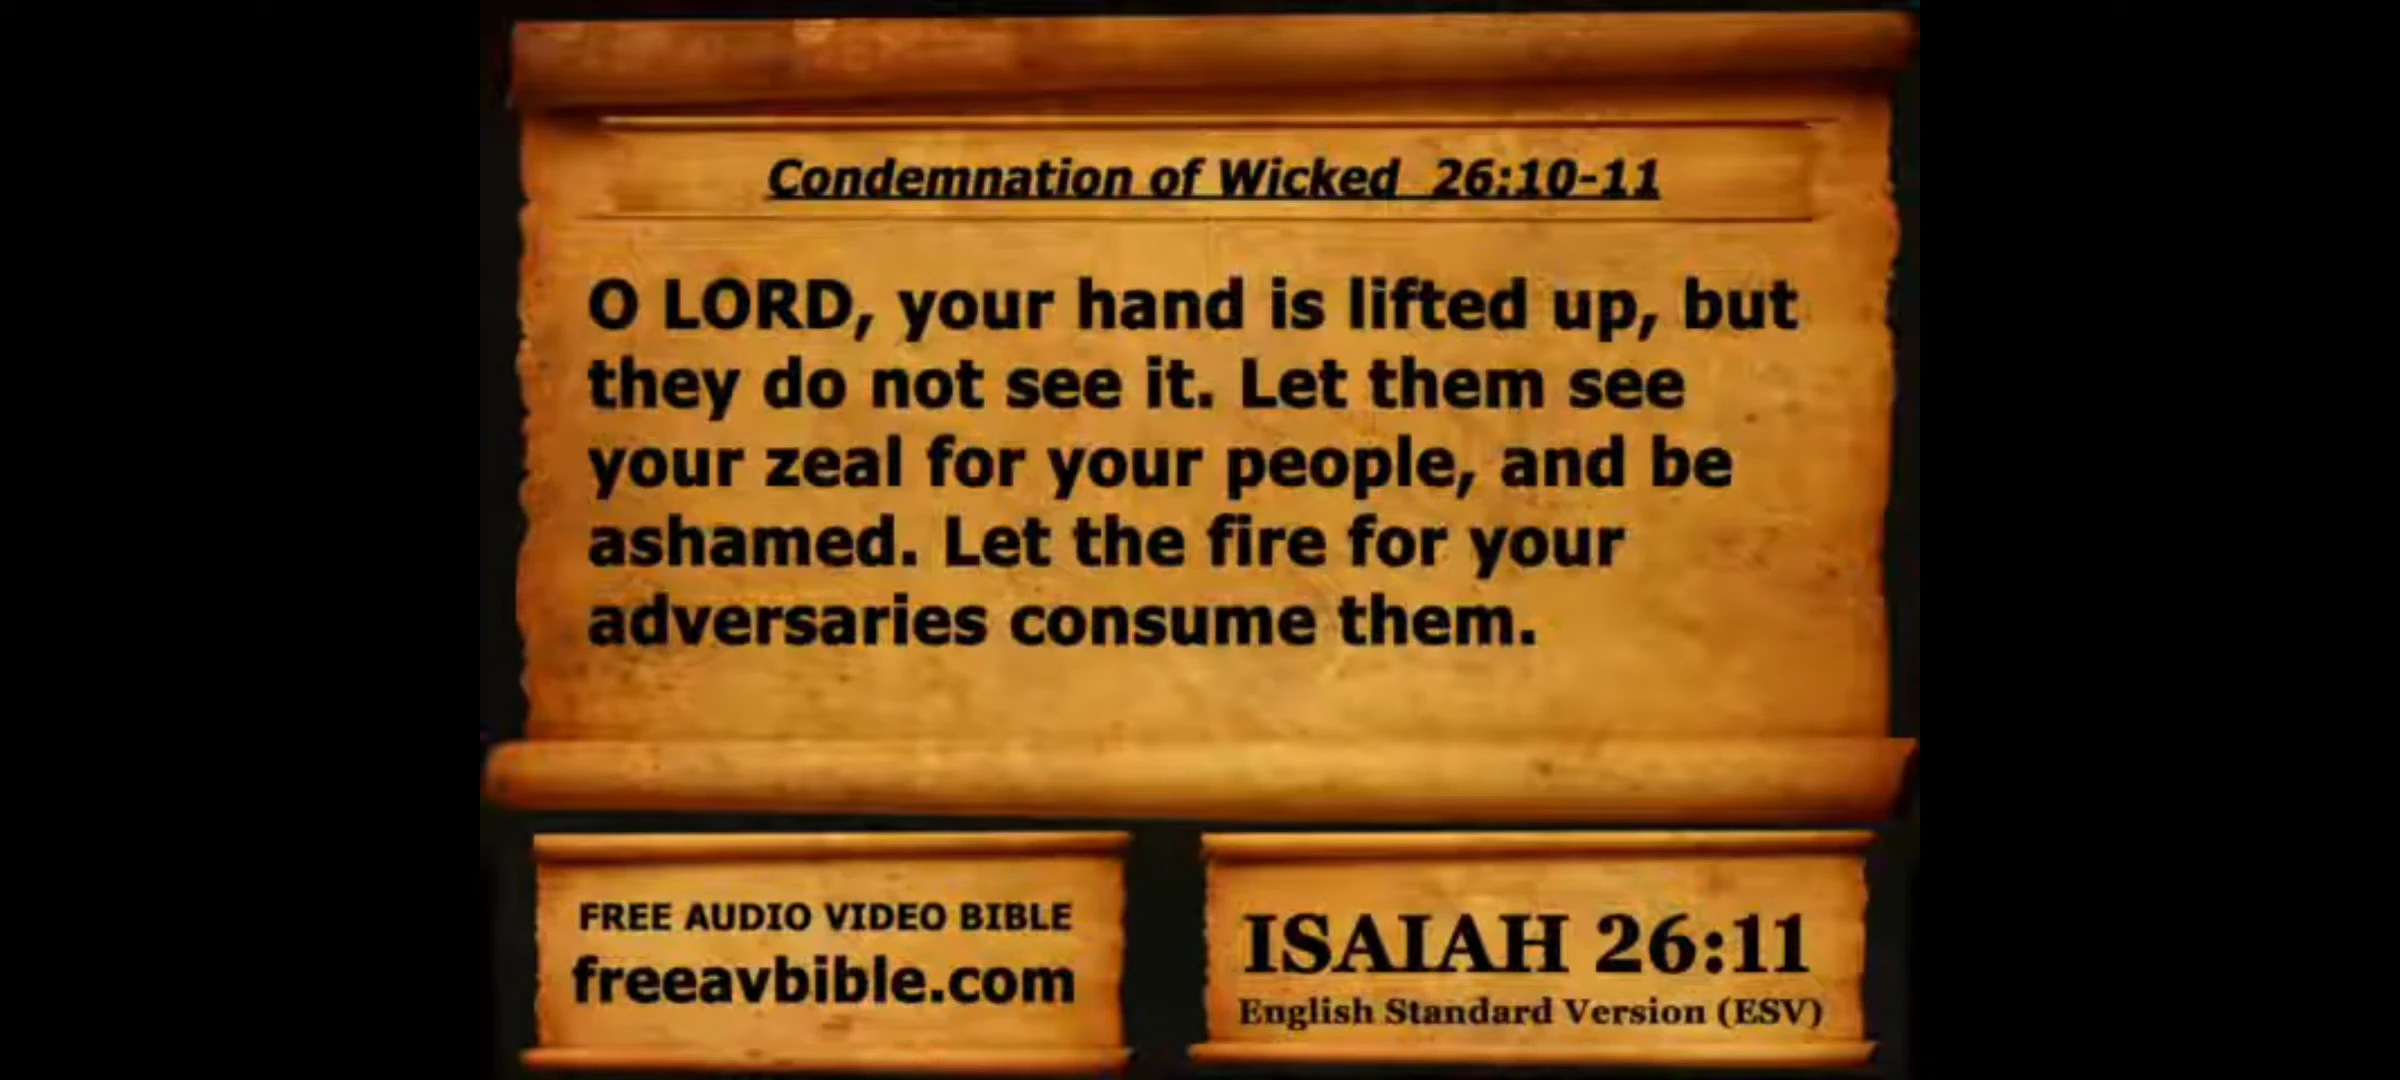 Condemnation of Wicked 26:10-11
O LORD, your hand is lifted up, but
they do not see it. Let them see
your zeal for your people, and be
ashamed. Let the fire for your
adversaries consume them.
FREE AUDIO VIDEO BIBLE
freeavbible.com
ISAIAH 26:11
English Standard Version (ESV)